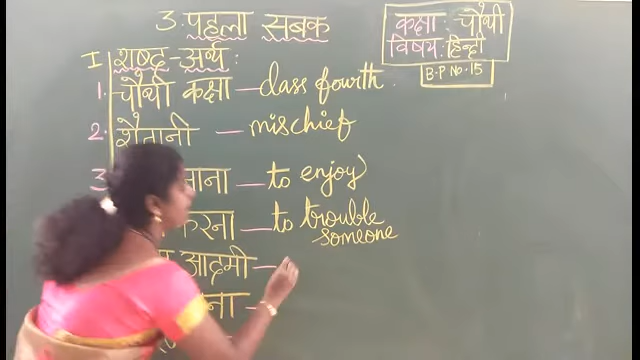 3. पहला सबक
कक्षा : चौथी
विषय : हिन्दी
B.P No. 15
I शब्द - अर्थ :
1. चौथी कक्षा — class fourth
2. शैतानी — mischief
3. — to enjoy
करना — to trouble
someone
आदमी —